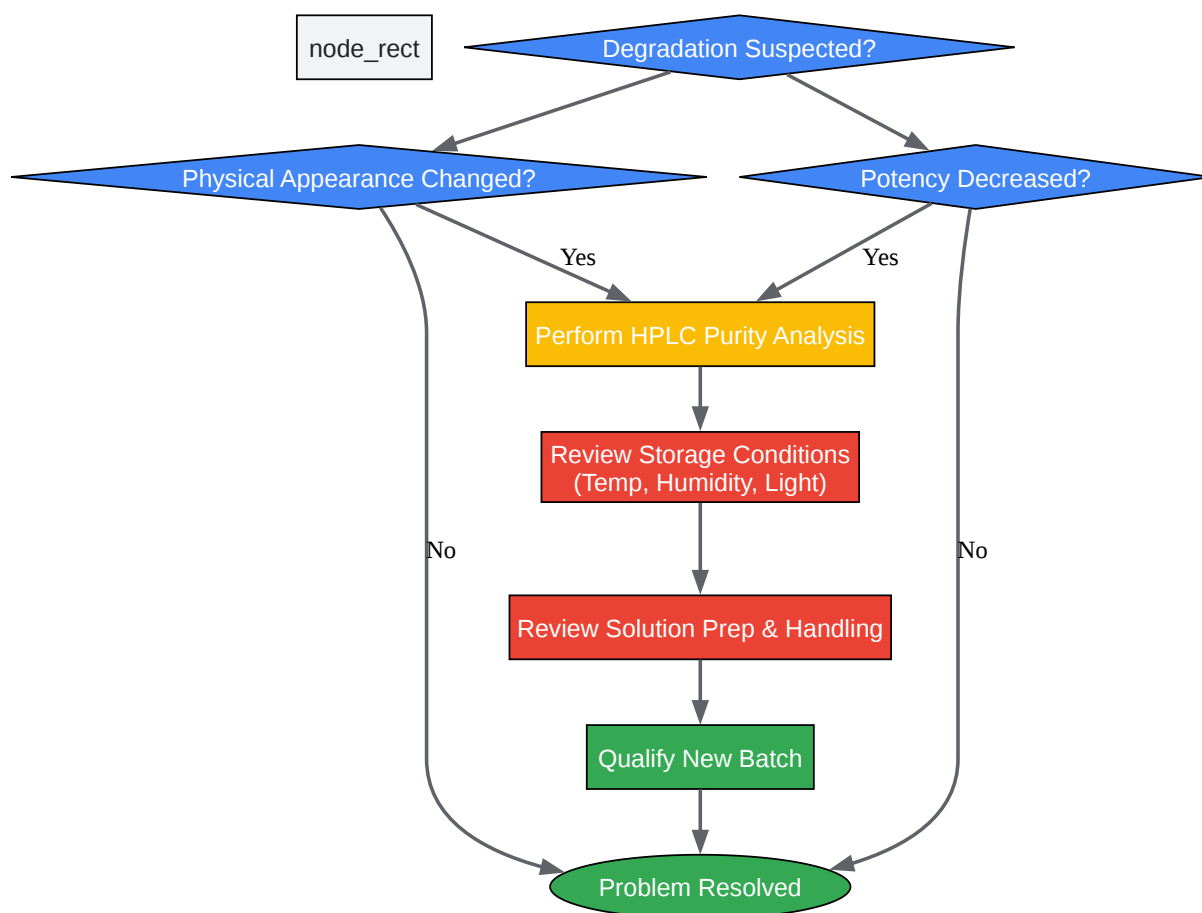 node_rect
Degradation Suspected?
Physical Appearance Changed?
Potency Decreased?
Yes
Yes
Perform HPLC Purity Analysis
Review Storage Conditions
(Temp, Humidity, Light)
No
No
Review Solution Prep & Handling
Qualify New Batch
Problem Resolved